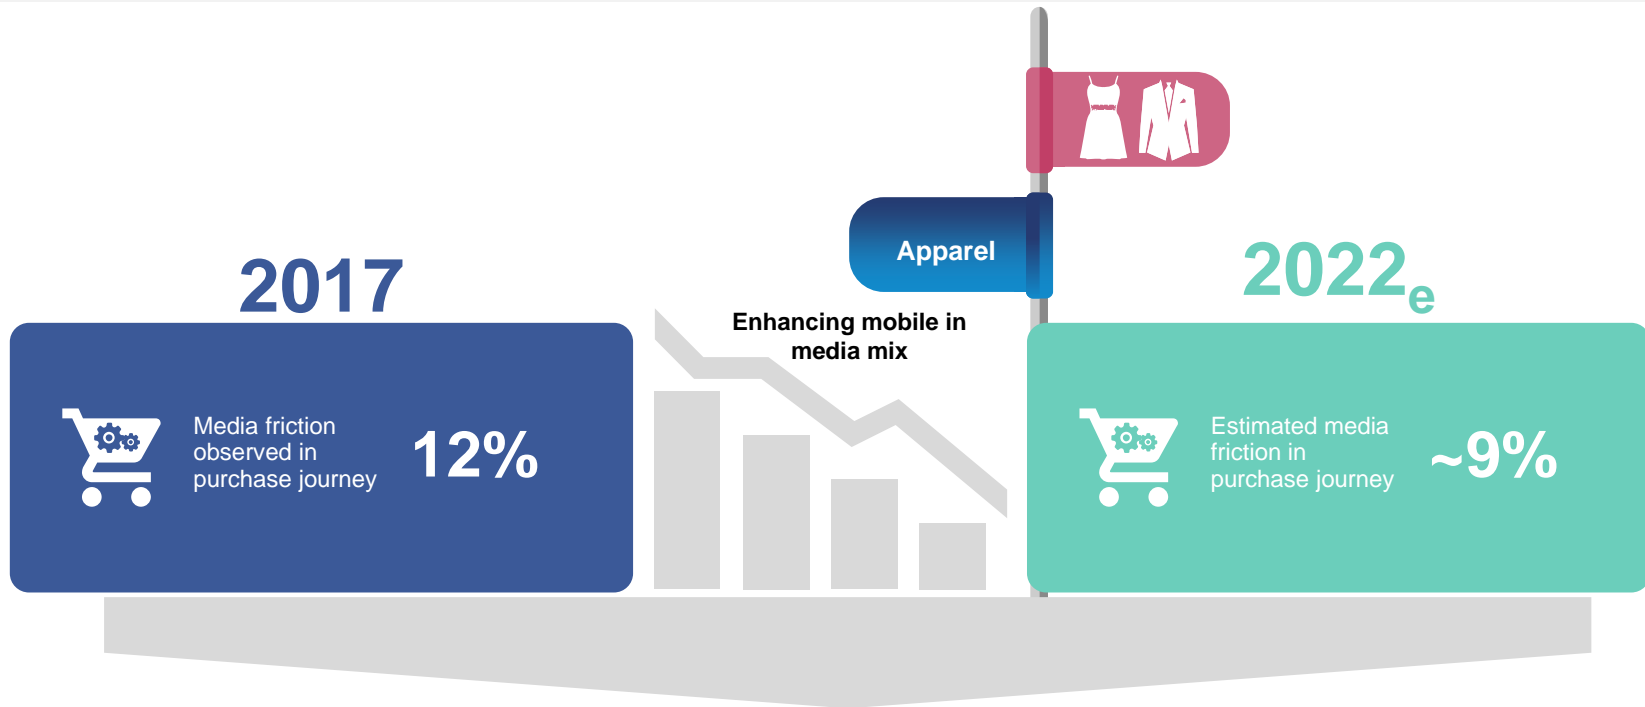 Apparel
2017
2022e
Enhancing mobile in
media mix
Media friction
observed in
purchase journey
12%
Estimated media
friction in
purchase journey
~9%